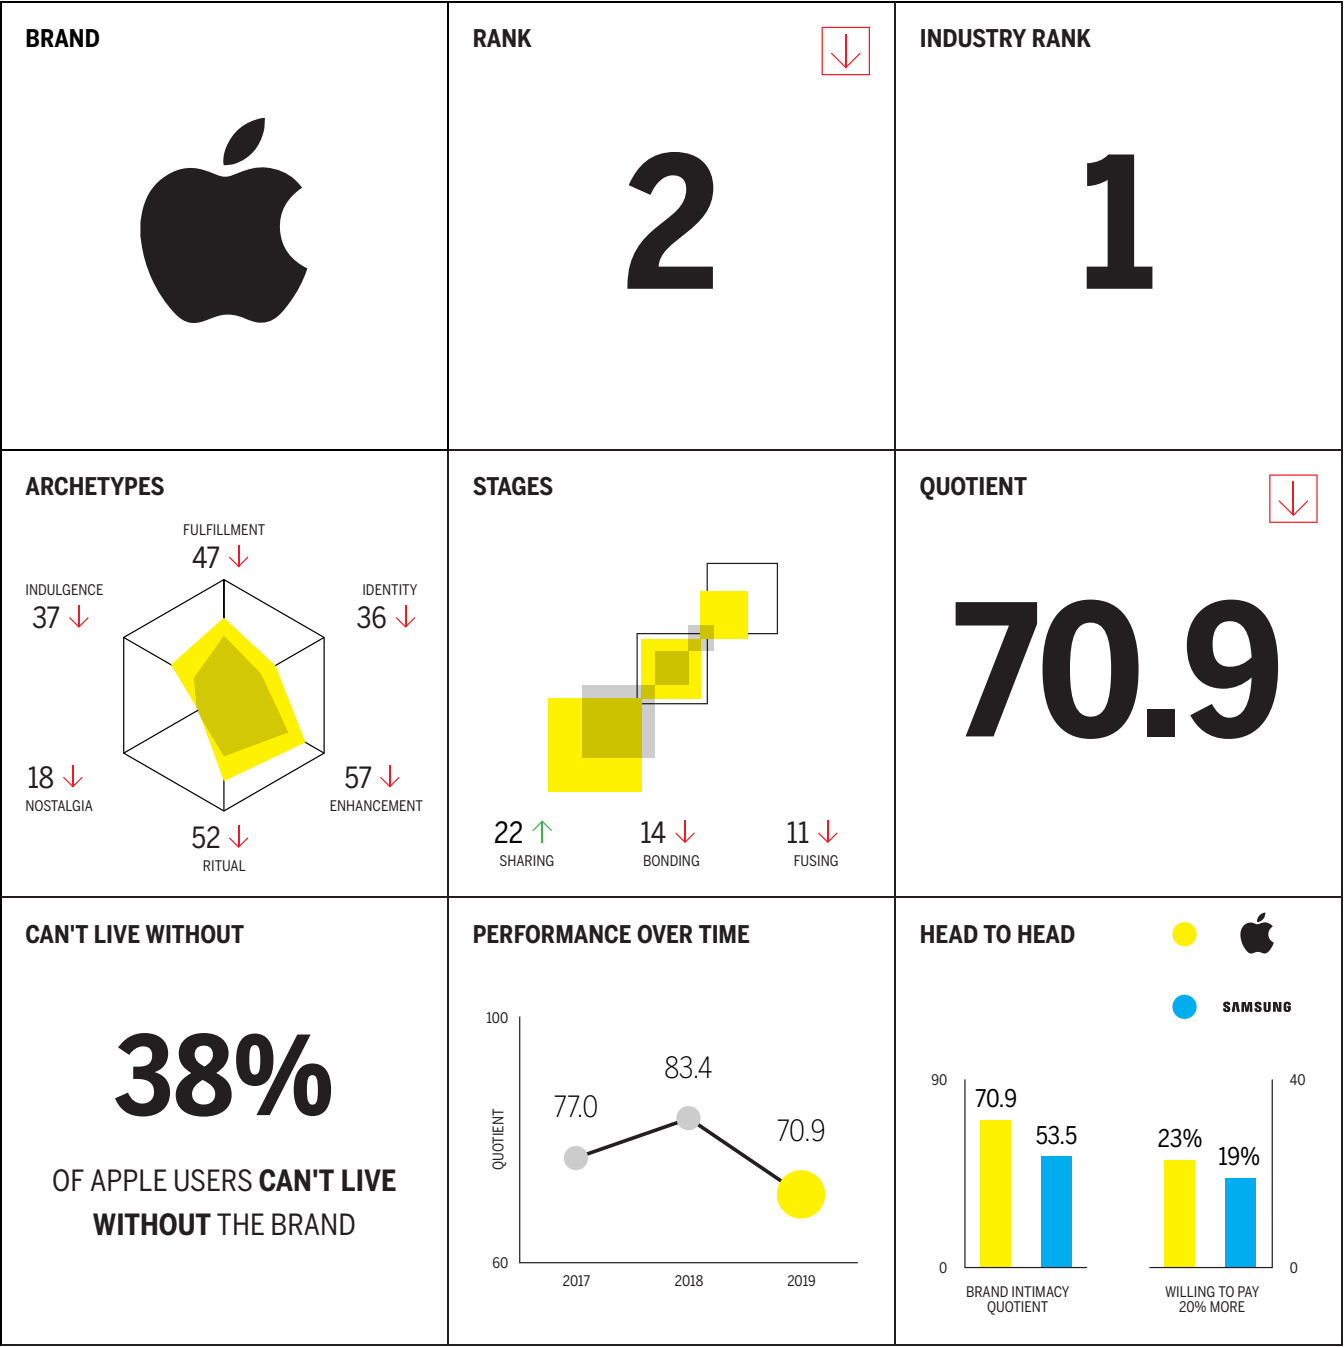 BRAND
RANK
2
INDUSTRY RANK
1
ARCHETYPES
FULFILLMENT
47
INDULGENCE
37
IDENTITY
36
18
NOSTALGIA
57
ENHANCEMENT
52
RITUAL
STAGES
22
SHARING
14
BONDING
11
FUSING
QUOTIENT
70.9
CAN'T LIVE WITHOUT
38%
OF APPLE USERS CAN'T LIVE
WITHOUT THE BRAND
PERFORMANCE OVER TIME
100
QUOTIENT
60
77.0
83.4
70.9
2017
2018
2019
HEAD TO HEAD
SAMSUNG
90
0
70.9
53.5
BRAND INTIMACY
QUOTIENT
23%
19%
40
0
WILLING TO PAY
20% MORE